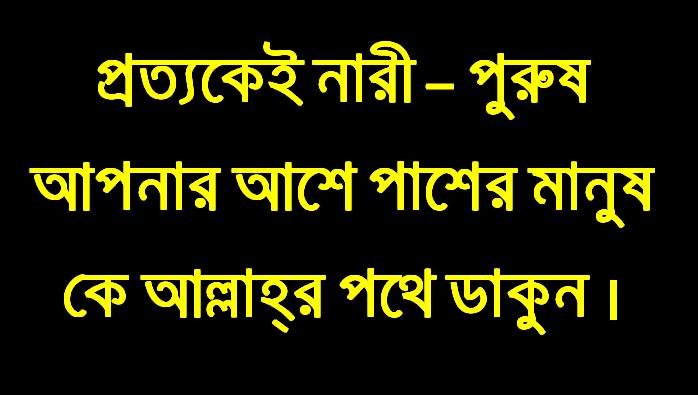 প্রত্যকেই নারী – পুরুষ
আপনার আশে পাশের মানুষ
কে আল্লাহ্‌র পথে ডাকুন ।